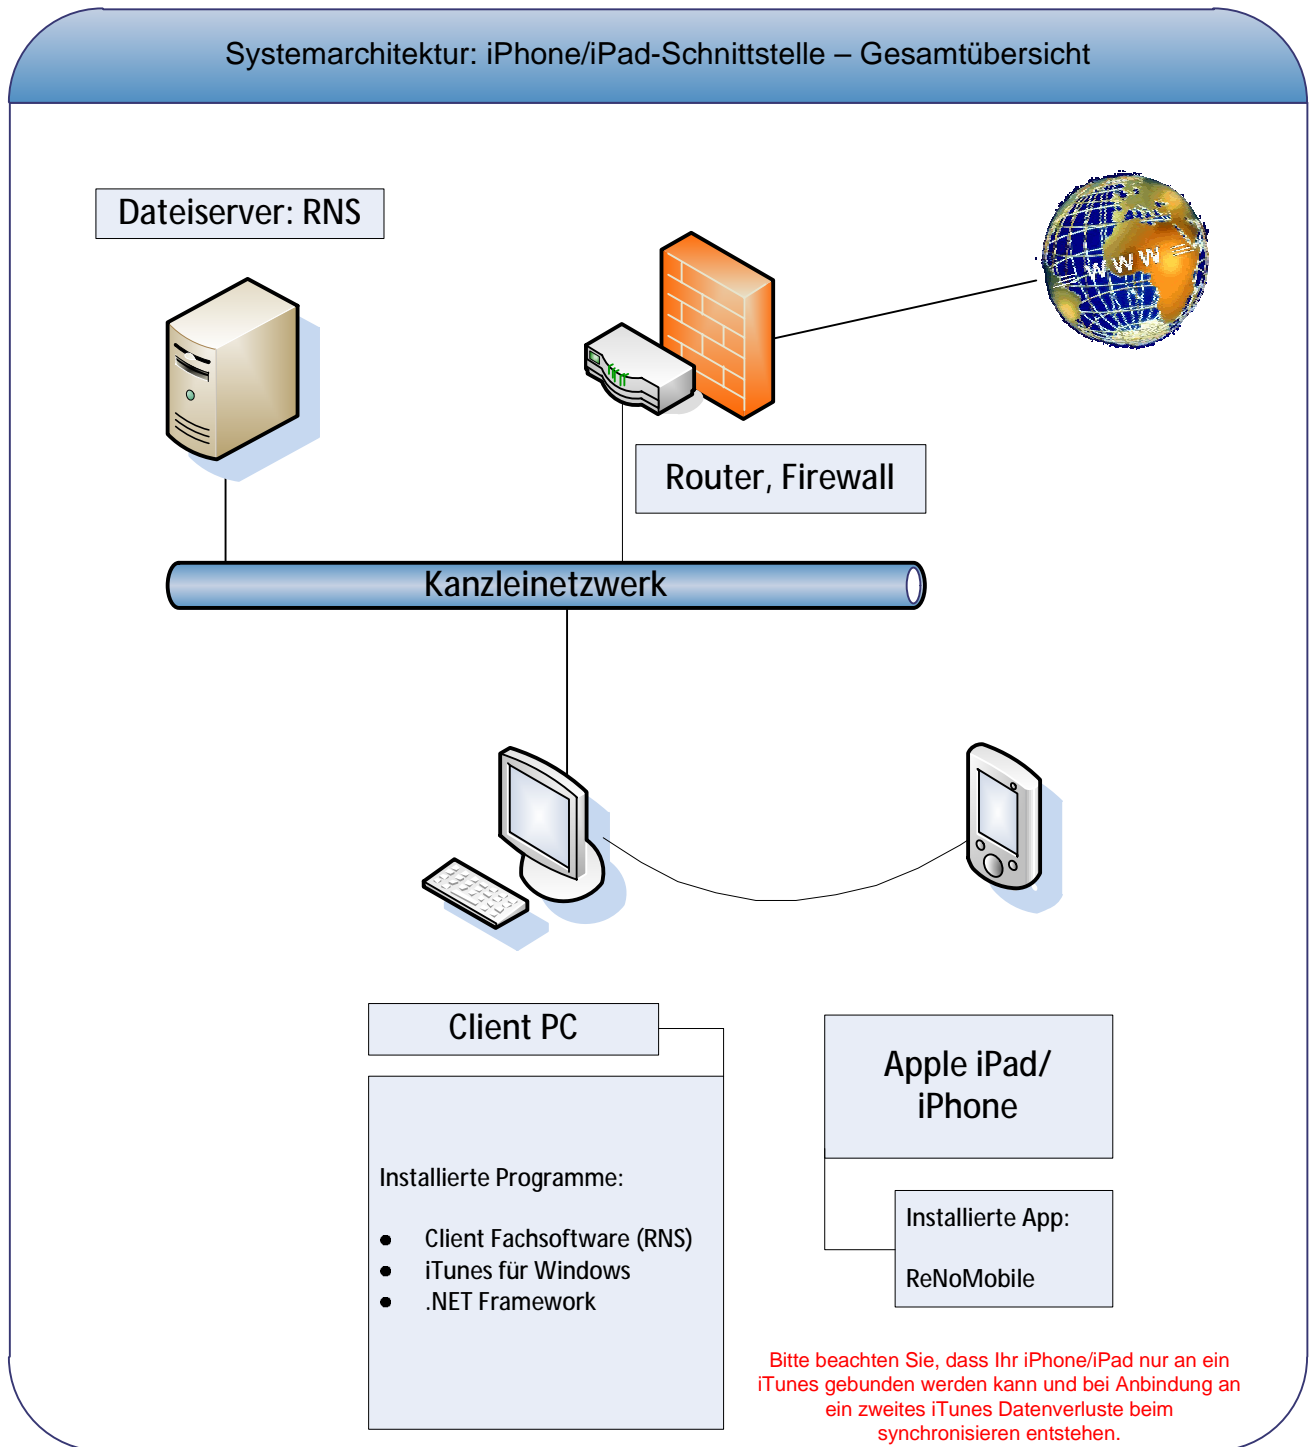 Systemarchitektur: iPhone/iPad-Schnittstelle – Gesamtübersicht
Dateiserver: RNS
WWW
Router, Firewall
Kanzleinetzwerk
Client PC
Installierte Programme:
● Client Fachsoftware (RNS)
● iTunes für Windows
● .NET Framework
Apple iPad/
iPhone
Installierte App:
ReNoMobile
Bitte beachten Sie, dass Ihr iPhone/iPad nur an ein
iTunes gebunden werden kann und bei Anbindung an
ein zweites iTunes Datenverluste beim
synchronisieren entstehen.